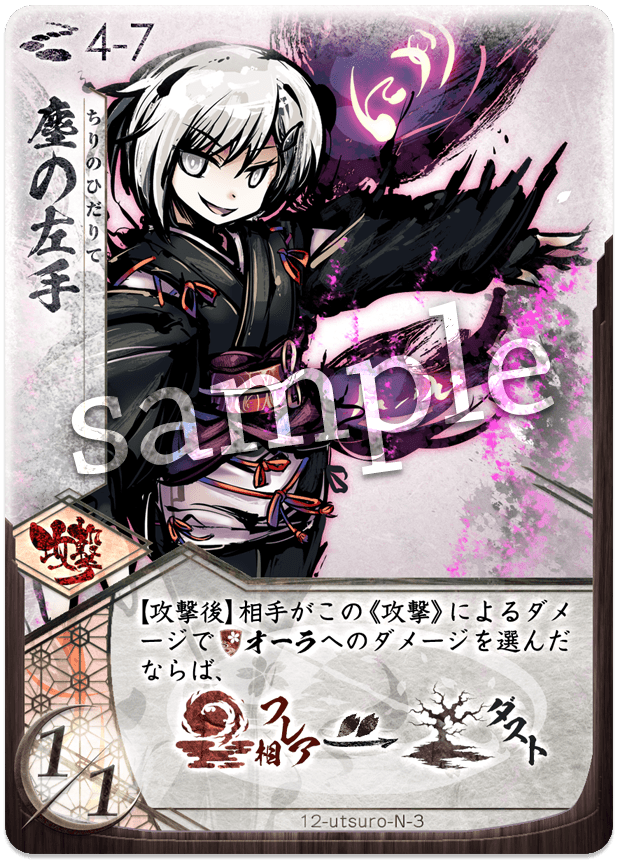 4-7
塵の左手
ちりのひだりて
sample
攻撃
【攻撃後】相手がこの《攻撃》によるダメ
ージでオーラへのダメージを選んだ
ならば、
相フレア
ダスト
1/1
12-utsuro-N-3